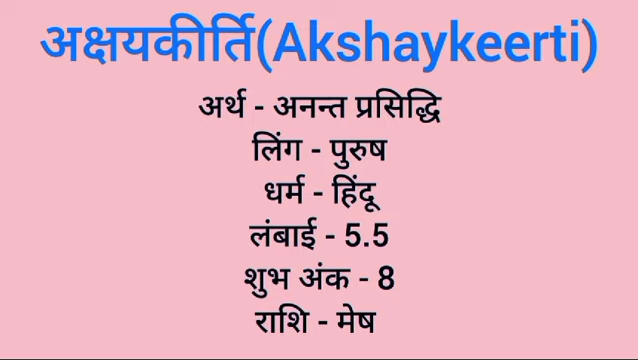 अक्षयकीर्ति(Akshaykeerti)
अर्थ - अनन्त प्रसिद्धि
लिंग - पुरुष
धर्म - हिंदू
लंबाई - 5.5
शुभ अंक - 8
राशि - मेष